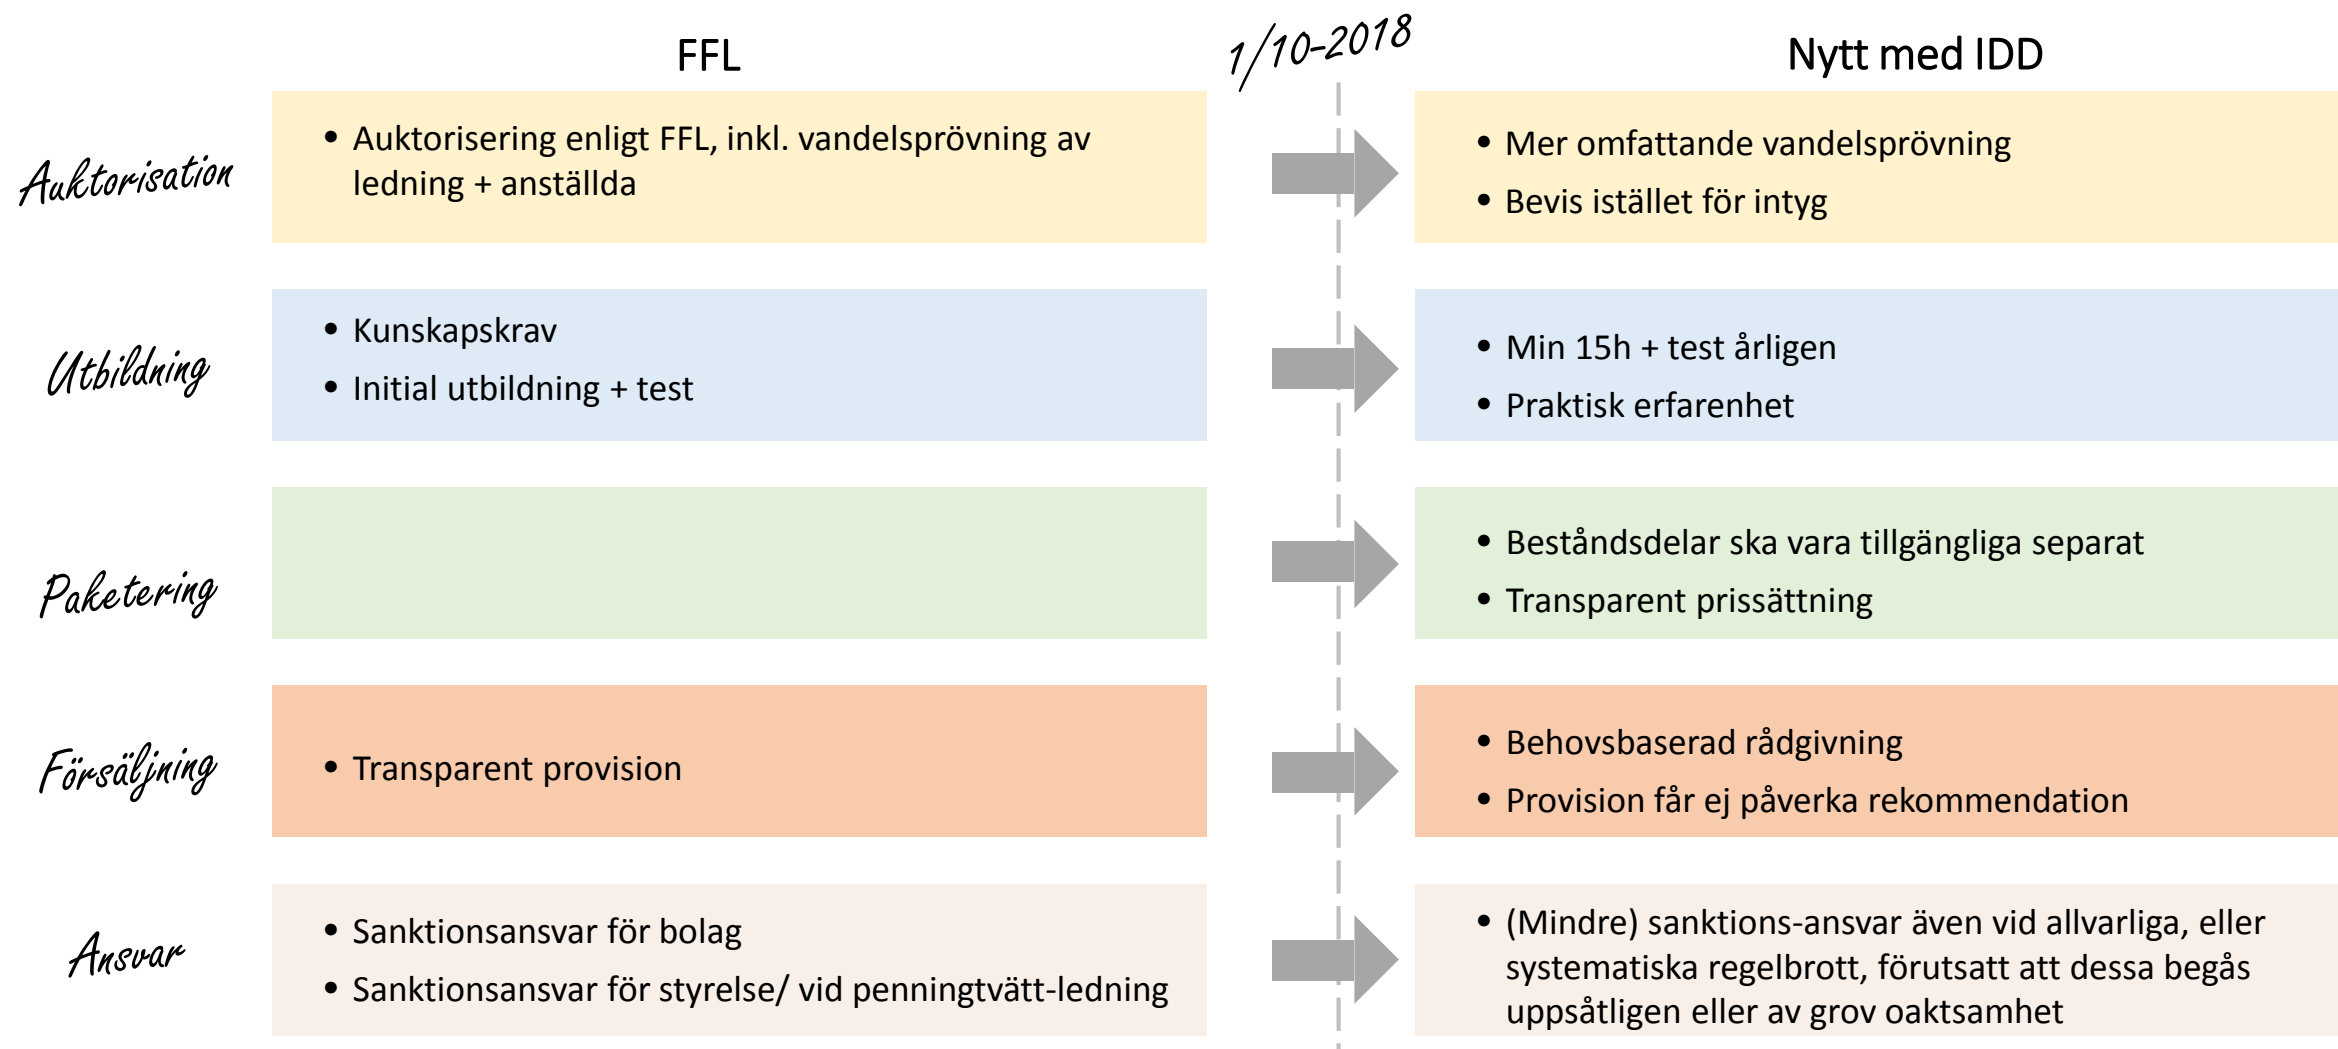 FFL
1/10-2018
Nytt med IDD
Auktorisation
• Auktorisering enligt FFL, inkl. vandelsprövning av
ledning + anställda
• Mer omfattande vandelsprövning
• Bevis istället för intyg
Utbildning
• Kunskapskrav
• Initial utbildning + test
• Min 15h + test årligen
• Praktisk erfarenhet
Paketering
• Beståndsdelar ska vara tillgängliga separat
• Transparent prissättning
Försäljning
• Transparent provision
• Behovsbaserad rådgivning
• Provision får ej påverka rekommendation
Ansvar
• Sanktionsansvar för bolag
• Sanktionsansvar för styrelse/ vid penningtvätt-ledning
• (Mindre) sanktions-ansvar även vid allvarliga, eller
systematiska regelbrott, förutsatt att dessa begås
uppsåtligen eller av grov oaktsamhet